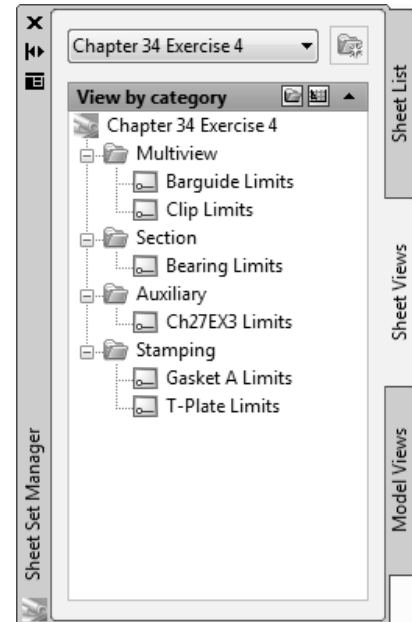 Chapter 34 Exercise 4
View by category
Chapter 34 Exercise 4
Multiview
Barguide Limits
Clip Limits
Section
Bearing Limits
Auxiliary
Ch27EX3 Limits
Stamping
Gasket A Limits
T-Plate Limits
Sheet List
Sheet Views
Model Views
Sheet Set Manager